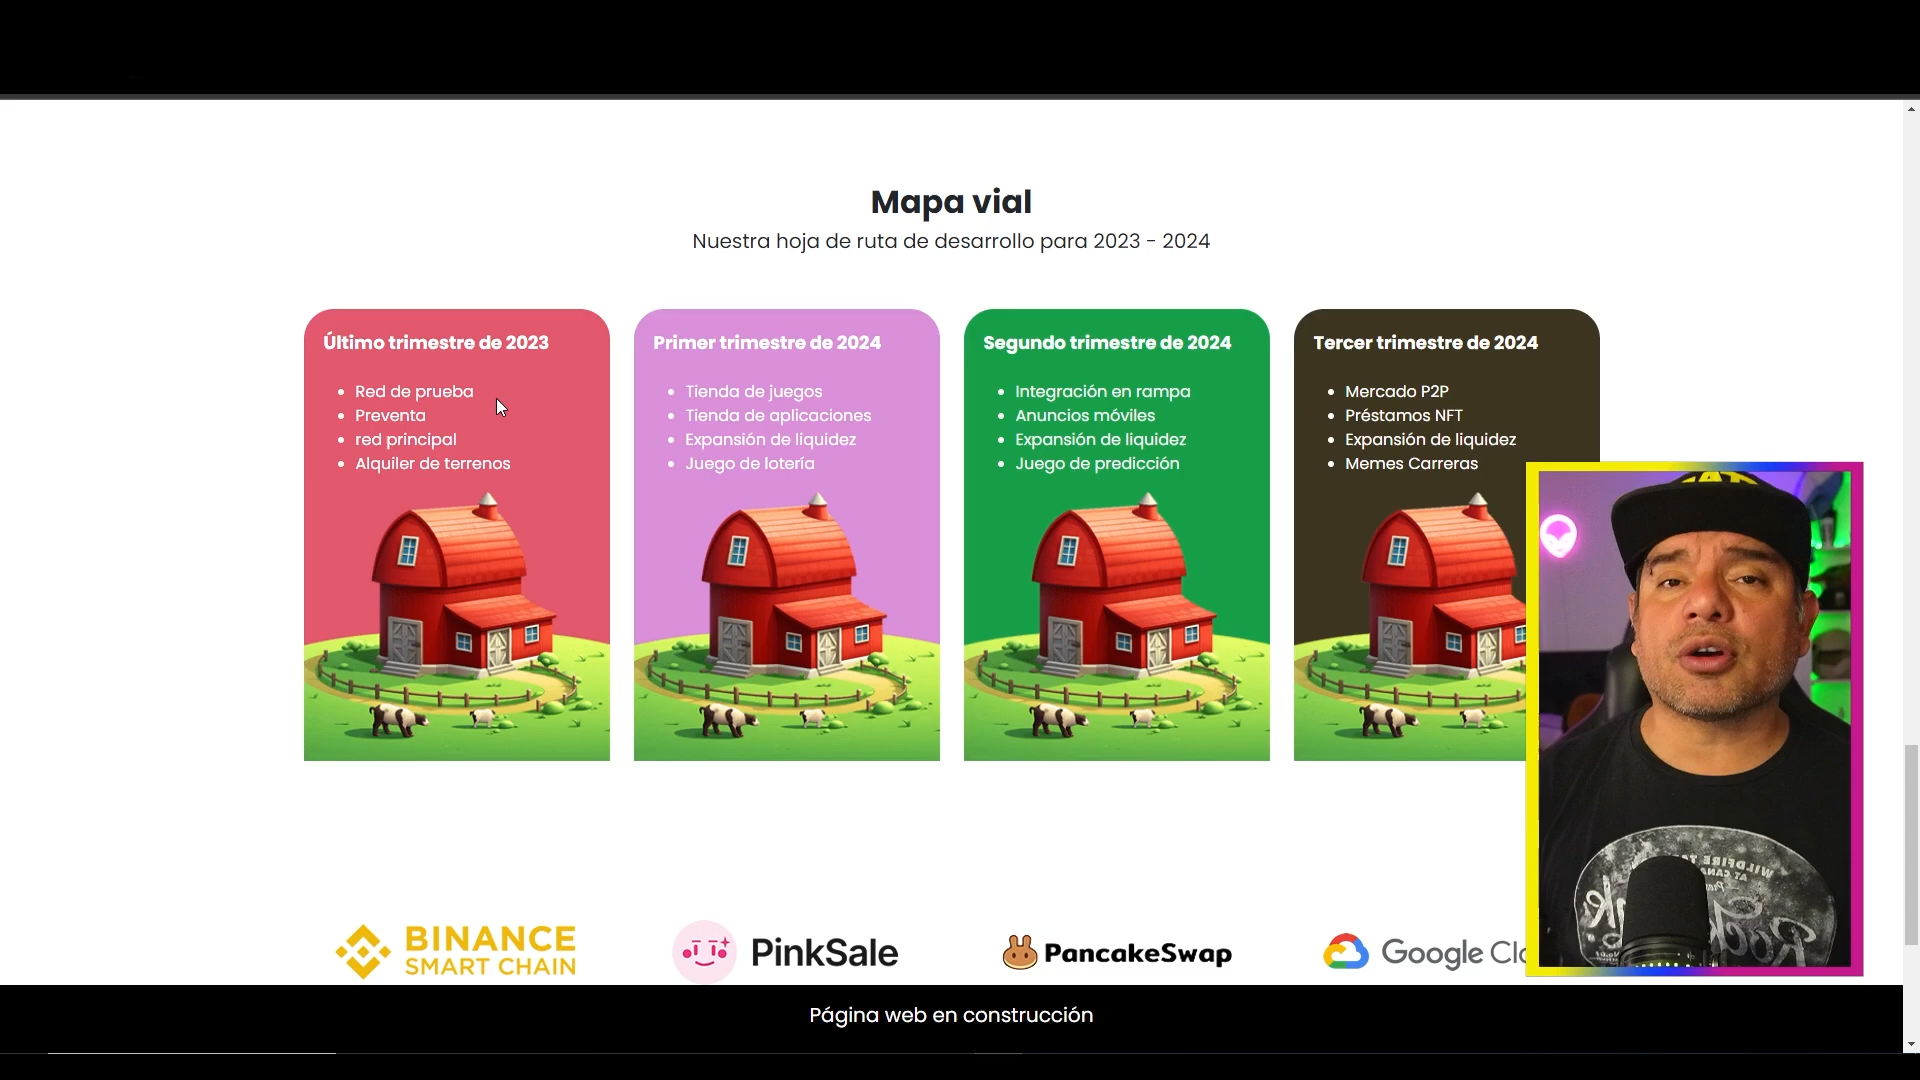 Mapa vial
Nuestra hoja de ruta de desarrollo para 2023 - 2024
Último trimestre de 2023
Red de prueba
Preventa
red principal
Alquiler de terrenos
Primer trimestre de 2024
Tienda de juegos
Tienda de aplicaciones
Expansión de liquidez
Juego de lotería
Segundo trimestre de 2024
Integración en rampa
Anuncios móviles
Expansión de liquidez
Juego de predicción
Tercer trimestre de 2024
Mercado P2P
Préstamos NFT
Expansión de liquidez
Memes Carreras
BINANCE
SMART CHAIN
PinkSale
PancakeSwap
Google
Página web en construcción